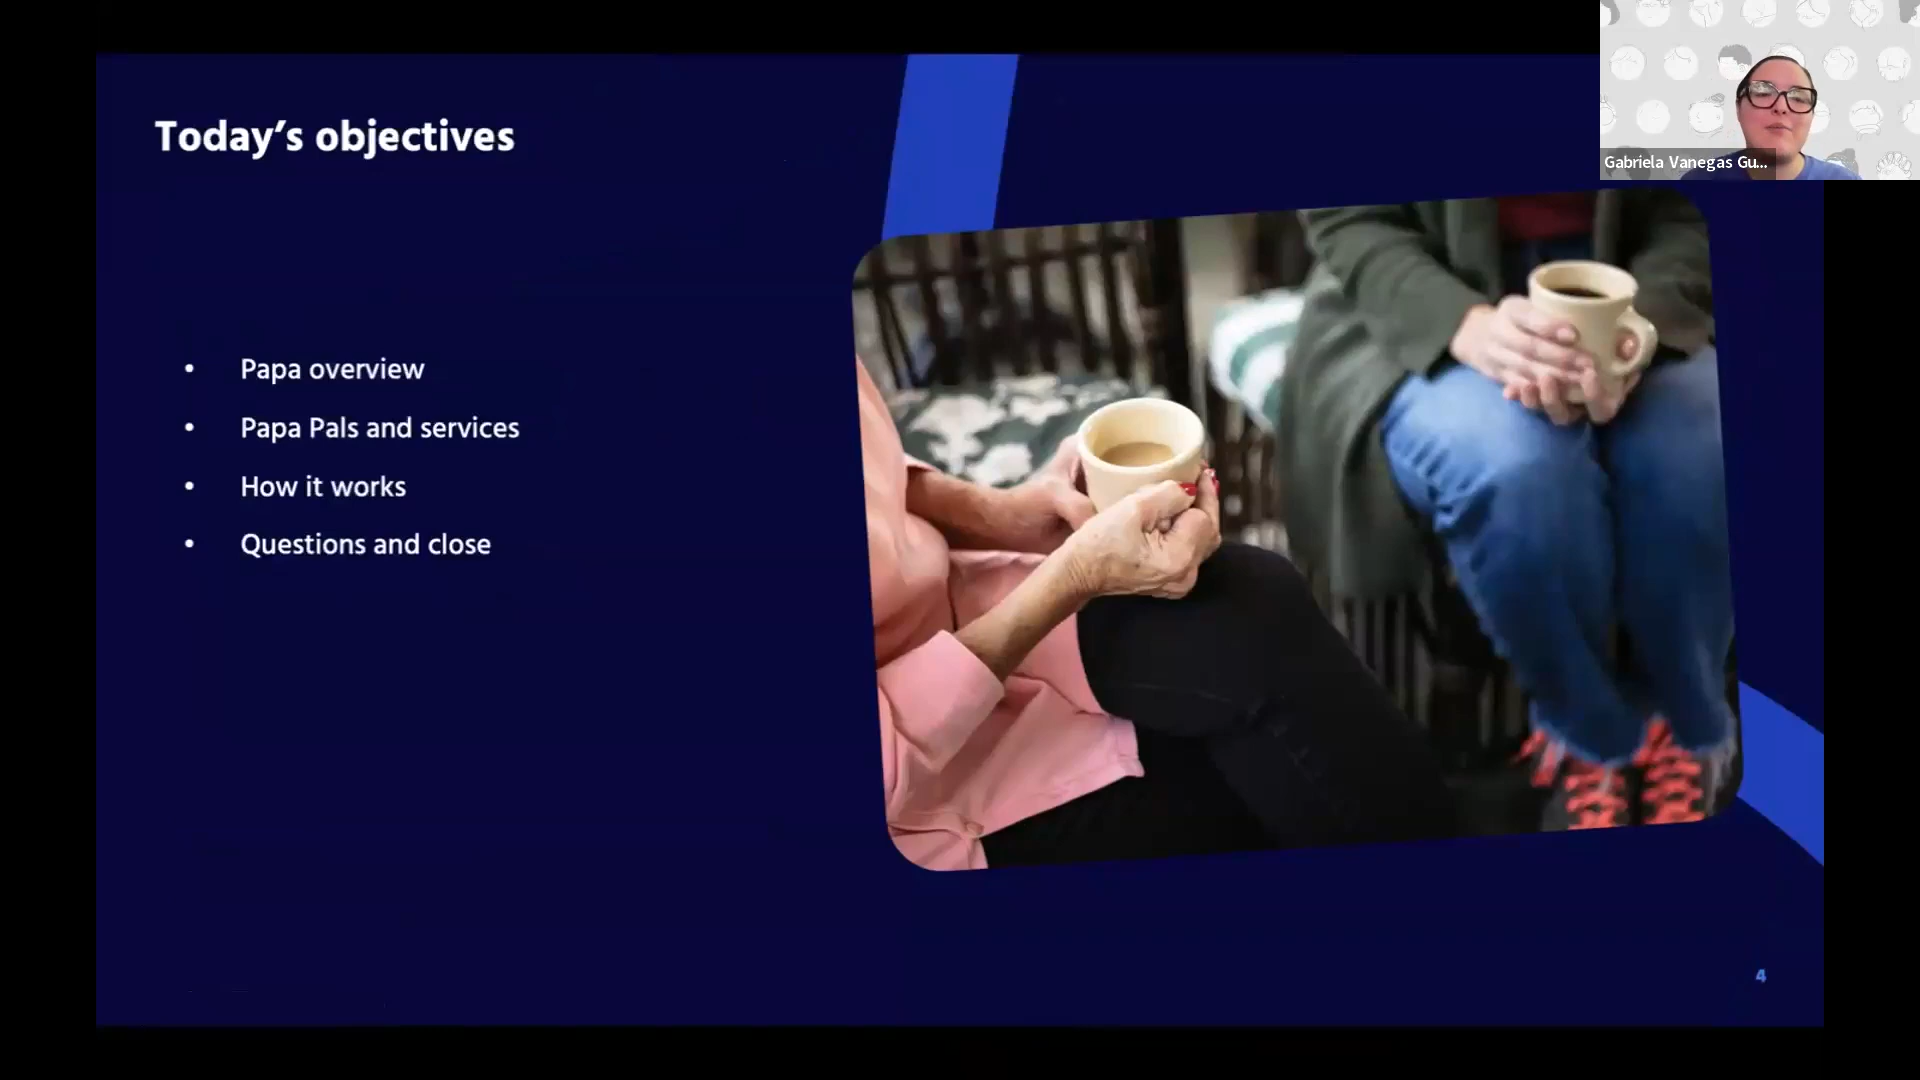 Today's objectives
Gabriela Vanegas Gu...
• Papa overview
• Papa Pals and services
• How it works
• Questions and close
4